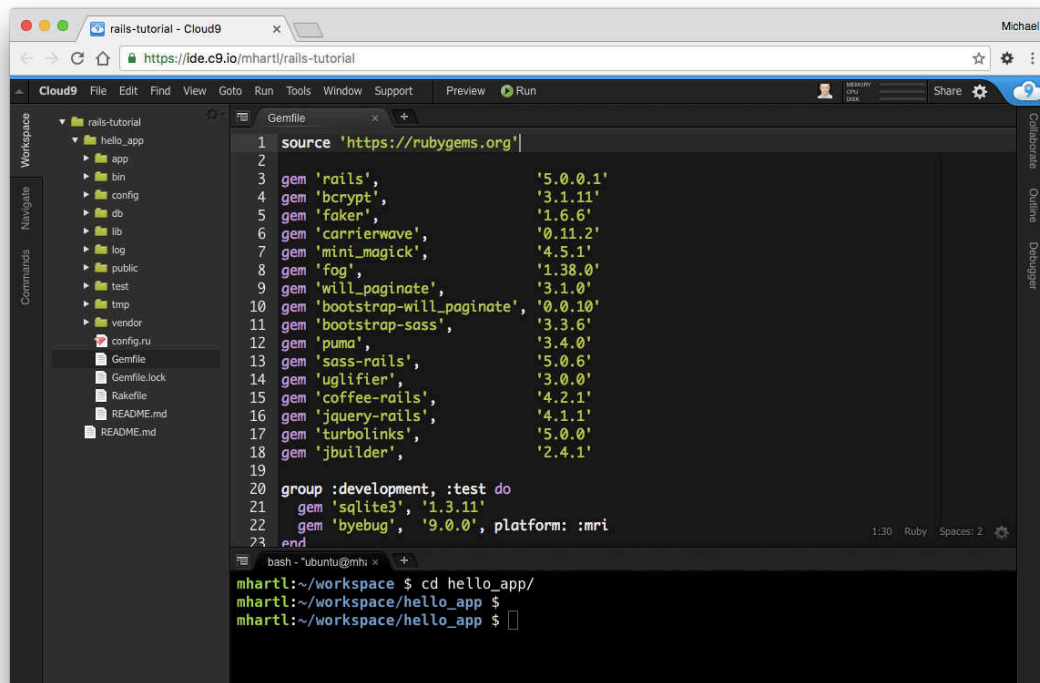 rails-tutorial - Cloud9
Michael
https://ide.c9.io/mhartl/rails-tutorial
Cloud9 File Edit Find View Goto Run Tools Window Support Preview Run MEMORY CPU DISK Share
Workspace
Navigate
Commands
rails-tutorial
hello_app
app
bin
config
db
lib
log
public
test
tmp
vendor
config.ru
Gemfile
Gemfile.lock
Rakefile
README.md
README.md
Gemfile
1 source 'https://rubygems.org'
2
3 gem 'rails', '5.0.0.1'
4 gem 'bcrypt', '3.1.11'
5 gem 'faker', '1.6.6'
6 gem 'carrierwave', '0.11.2'
7 gem 'mini_magick', '4.5.1'
8 gem 'fog', '1.38.0'
9 gem 'will_paginate', '3.1.0'
10 gem 'bootstrap-will_paginate', '0.0.10'
11 gem 'bootstrap-sass', '3.3.6'
12 gem 'puma', '3.4.0'
13 gem 'sass-rails', '5.0.6'
14 gem 'uglifier', '3.0.0'
15 gem 'coffee-rails', '4.2.1'
16 gem 'jquery-rails', '4.1.1'
17 gem 'turbolinks', '5.0.0'
18 gem 'jbuilder', '2.4.1'
19
20 group :development, :test do
21 gem 'sqlite3', '1.3.11'
22 gem 'byebug', '9.0.0', platform: :mri
23 end
1:30 Ruby Spaces: 2
bash - "ubuntu@mha
mhartl:~/workspace $ cd hello_app/
mhartl:~/workspace/hello_app $
mhartl:~/workspace/hello_app $
Collaborate
Outline
Debugger